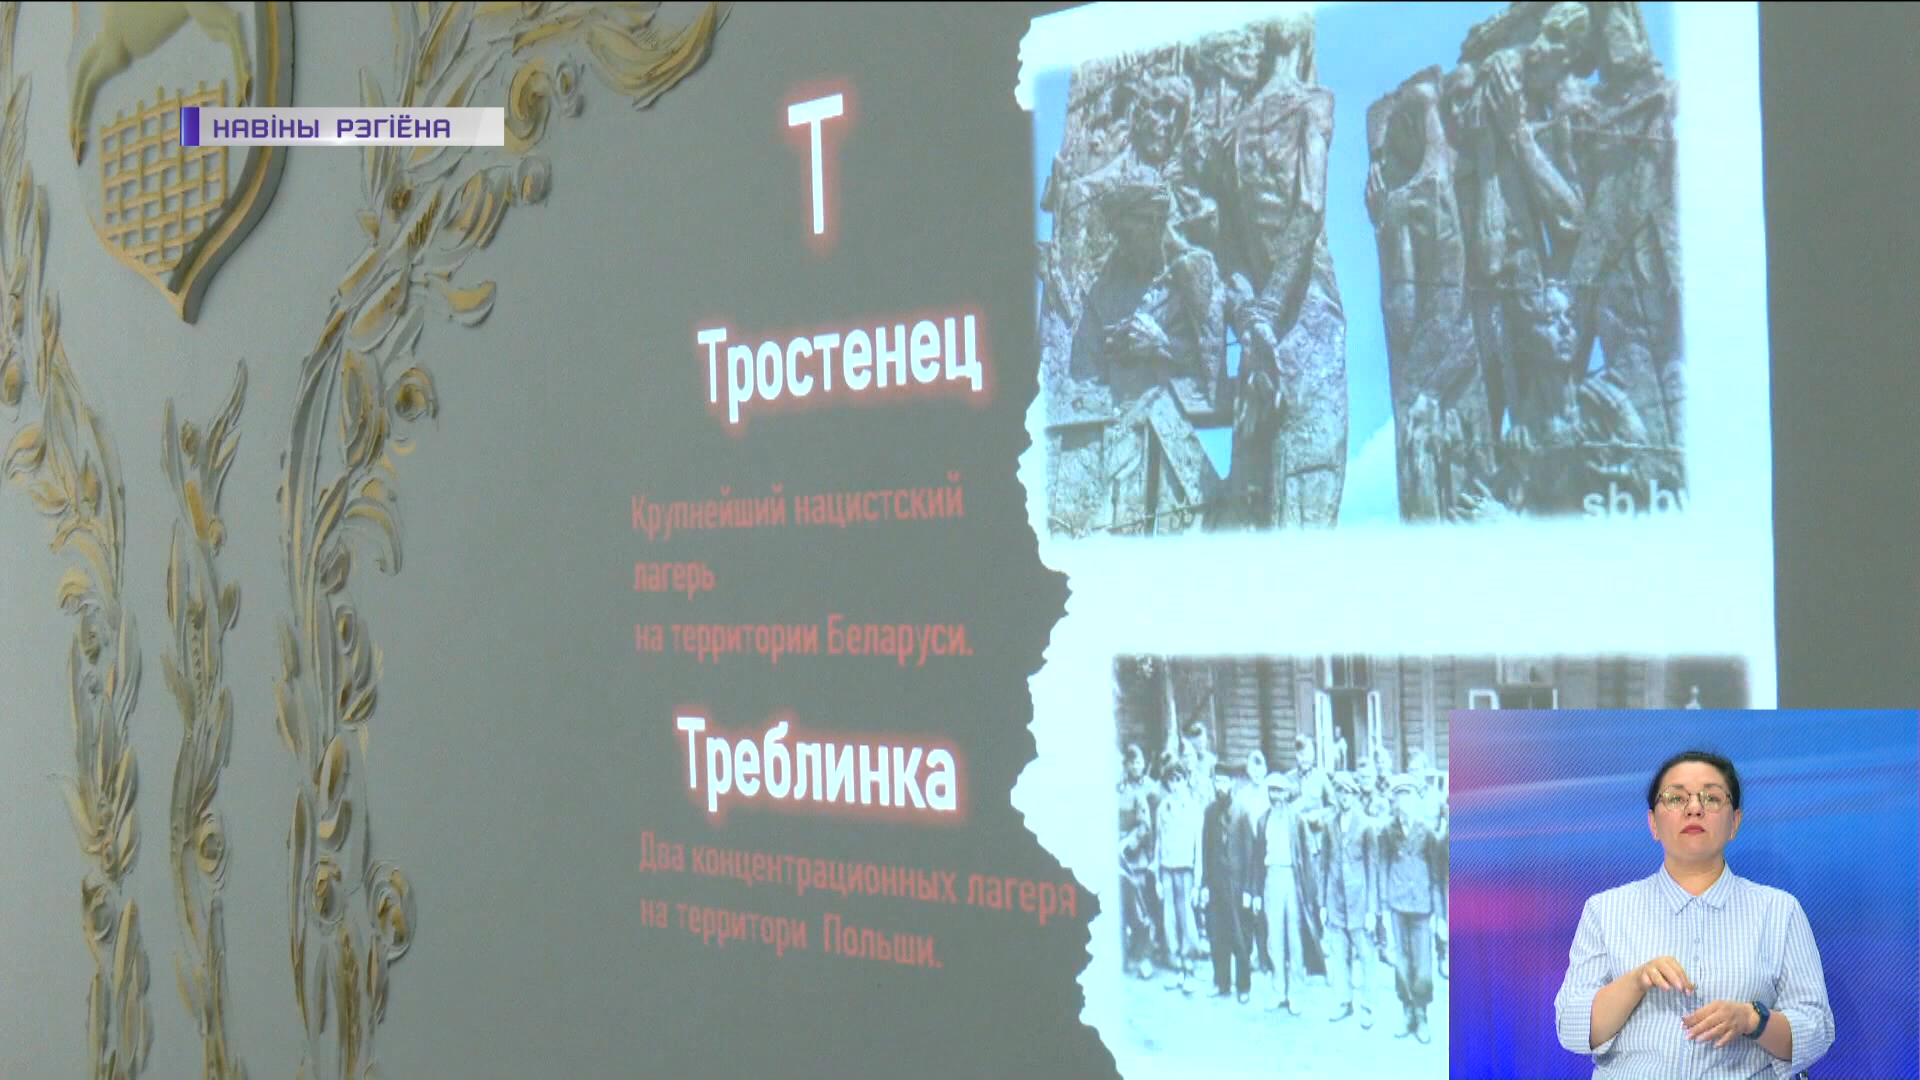 НАВІНЫ РЭГІЁНА
Т
Тростенец
Крупнейший нацистский
лагерь
на территории Беларуси.
Треблинка
Два концентрационных лагеря
на территори Польши.
sb.by